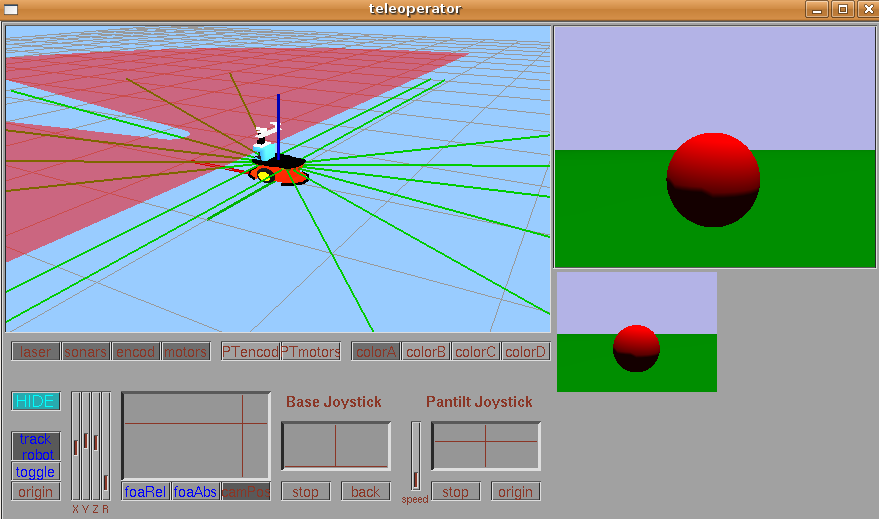 teleoperator
laser sonars encod motors PTencod PTmotors colorA colorB colorC colorD
HIDE
Base Joystick
Pantilt Joystick
track
robot
toggle
origin
foaRel foaAbs camPos
stop back
speed
stop origin
X Y Z R